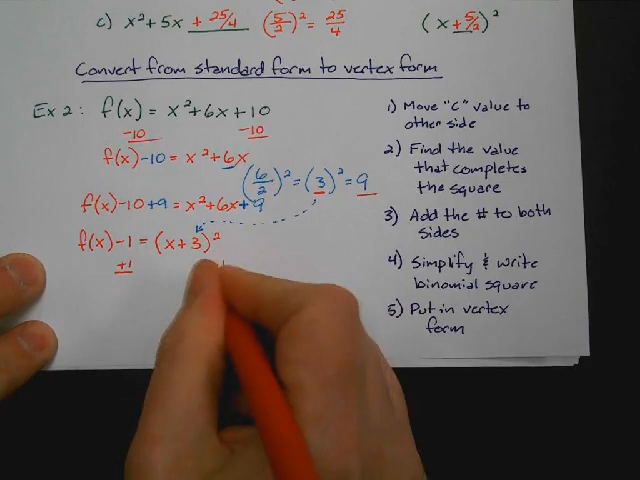 c) x² + 5x + 25/4 (5/2)² = 25/4 (x + 5/2)²
Convert from standard form to vertex form
Ex 2: f(x) = x² + 6x + 10
-10 -10
f(x) - 10 = x² + 6x
(6/2)² = (3)² = 9
f(x) - 10 + 9 = x² + 6x + 9
f(x) - 1 = (x + 3)²
+1
1) Move "C" value to
other side
2) Find the value
that completes
the square
3) Add the # to both
sides
4) Simplify & write
binomial square
5) Put in vertex
form